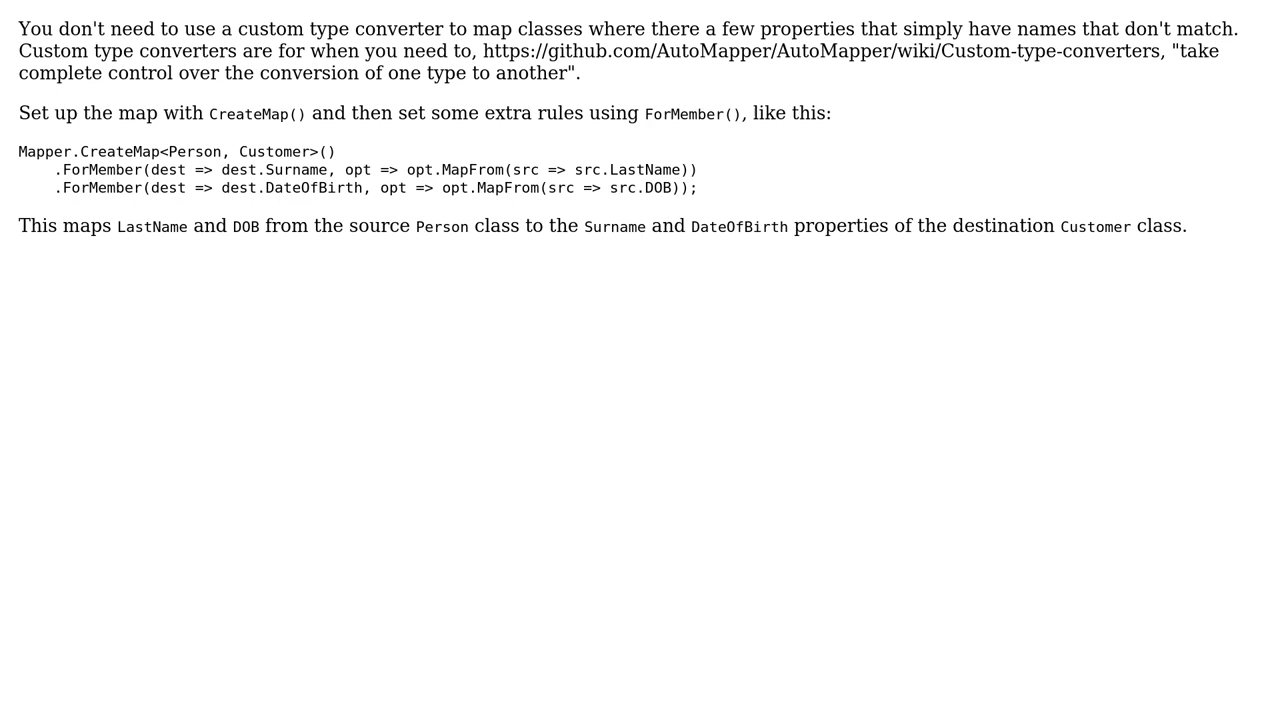 You don't need to use a custom type converter to map classes where there a few properties that simply have names that don't match.
Custom type converters are for when you need to, https://github.com/AutoMapper/AutoMapper/wiki/Custom-type-converters, "take
complete control over the conversion of one type to another".
Set up the map with CreateMap() and then set some extra rules using ForMember(), like this:
Mapper.CreateMap<Person, Customer>()
    .ForMember(dest => dest.Surname, opt => opt.MapFrom(src => src.LastName))
    .ForMember(dest => dest.DateOfBirth, opt => opt.MapFrom(src => src.DOB));
This maps LastName and DOB from the source Person class to the Surname and DateOfBirth properties of the destination Customer class.